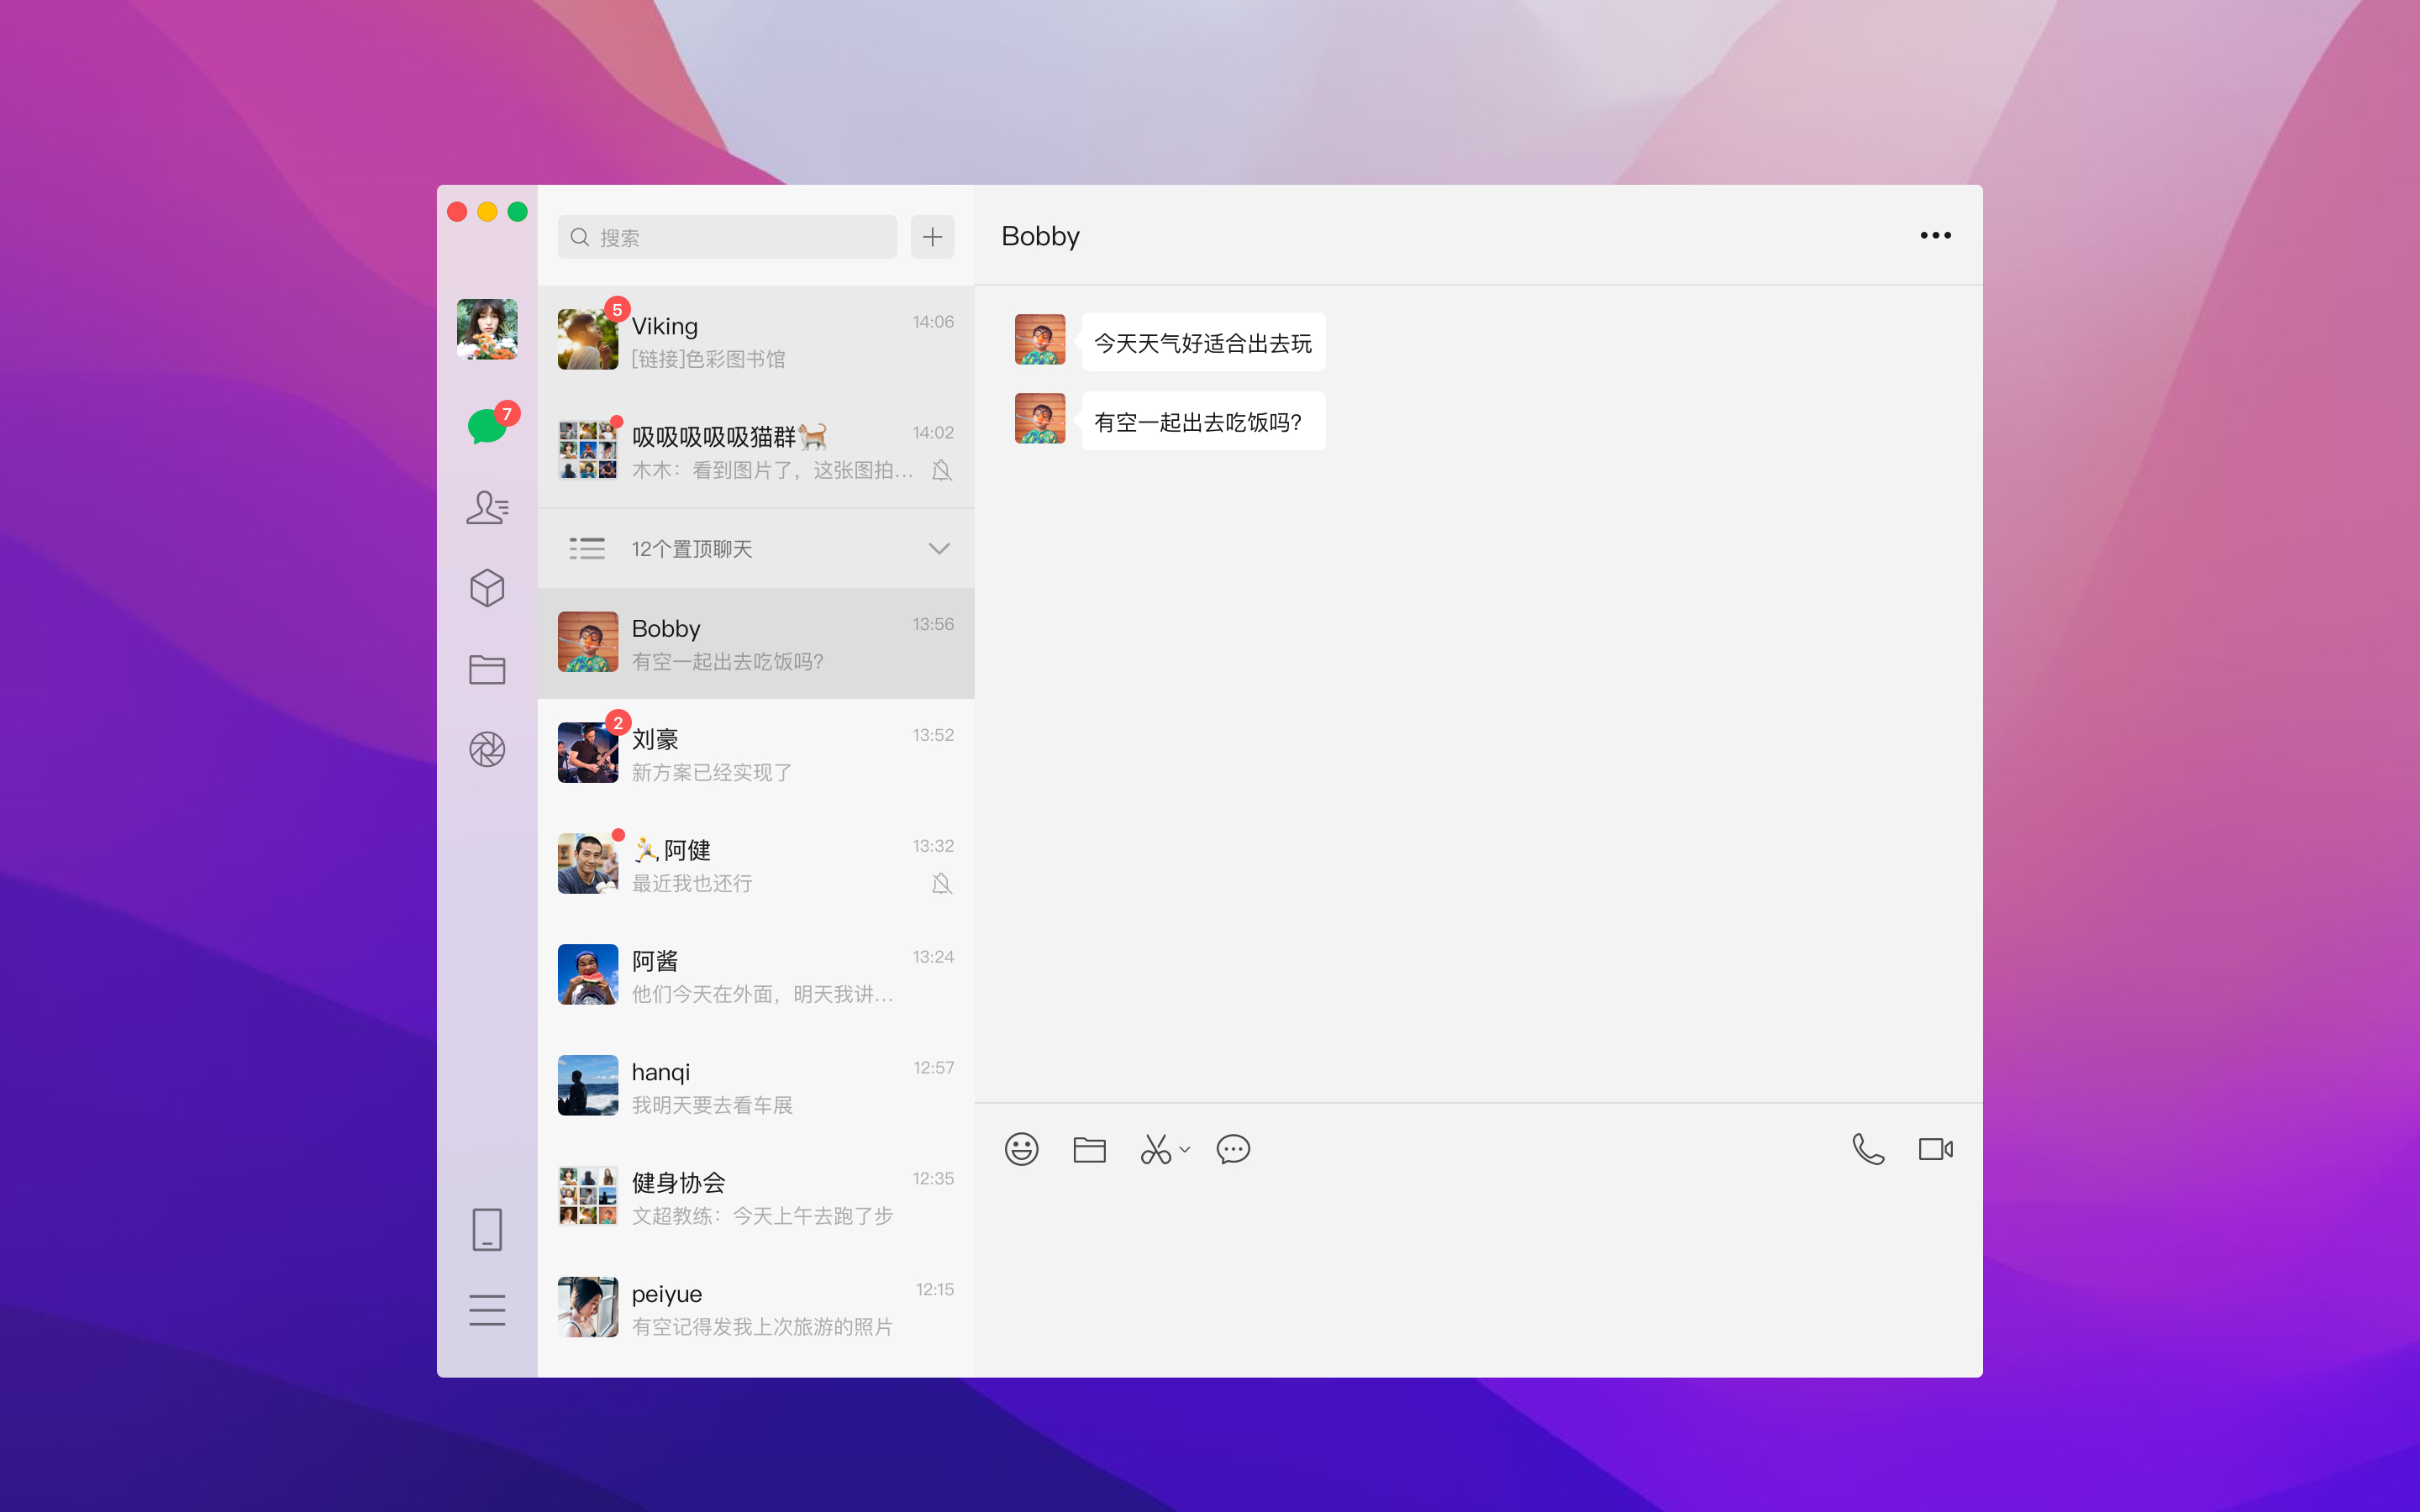 搜索
5
Viking
14:06
[链接]色彩图书馆
7
吸吸吸吸吸猫群🐈
14:02
木木：看到图片了，这张图拍...
12个置顶聊天
Bobby
13:56
有空一起出去吃饭吗?
2
刘豪
13:52
新方案已经实现了
🏃阿健
13:32
最近我也还行
阿酱
13:24
他们今天在外面，明天我讲...
hanqi
12:57
我明天要去看车展
健身协会
12:35
文超教练：今天上午去跑了步
peiyue
12:15
有空记得发我上次旅游的照片
Bobby
今天天气好适合出去玩
有空一起出去吃饭吗?